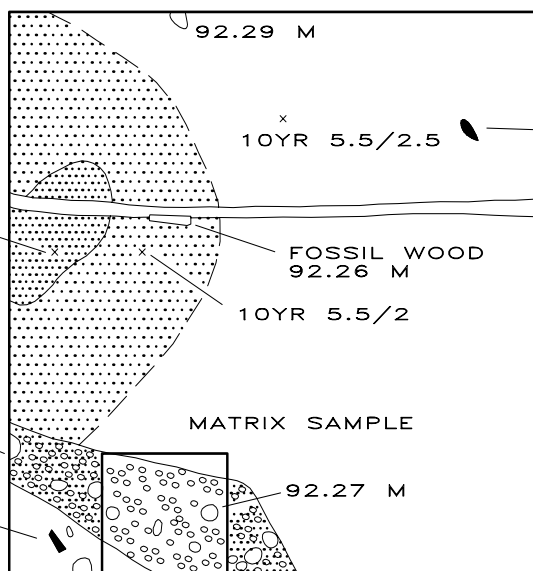 92.29 M
10YR 5.5/2.5
FOSSIL WOOD
92.26 M
10YR 5.5/2
MATRIX SAMPLE
92.27 M